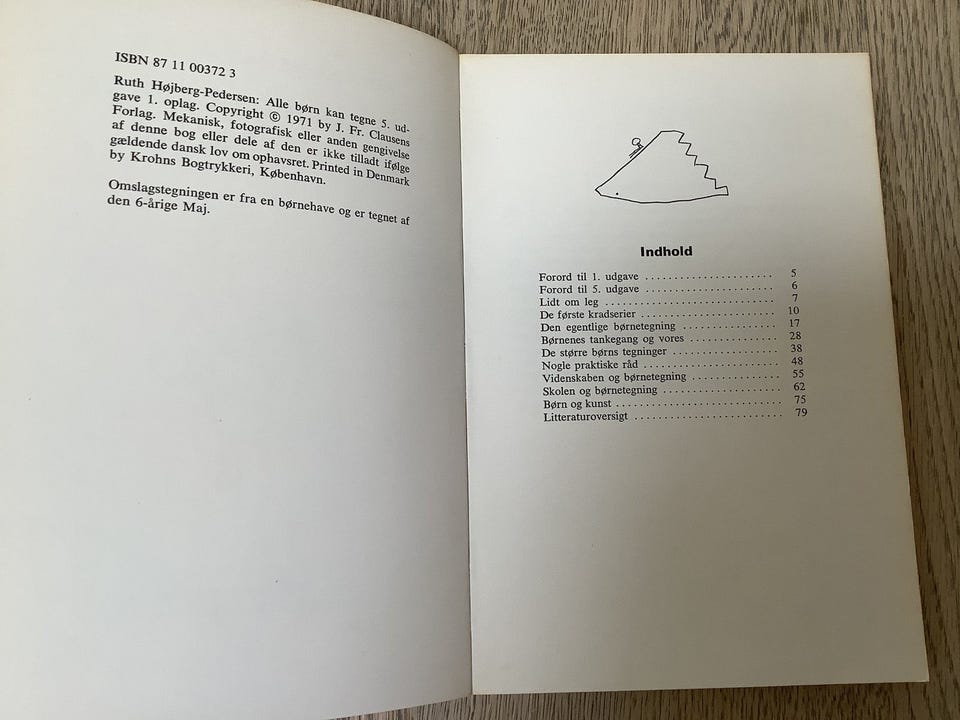 ISBN 87 11 00372 3
Ruth Højberg-Pedersen: Alle børn kan tegne 5. ud-
gave 1. oplag. Copyright © 1971 by J. Fr. Clausens
Forlag. Mekanisk, fotografisk eller anden gengivelse
af denne bog eller dele af den er ikke tilladt ifølge
gældende dansk lov om ophavsret. Printed in Denmark
by Krohns Bogtrykkeri, København.
Omslagstegningen er fra en børnehave og er tegnet af
den 6-årige Maj.
Indhold
Forord til 1. udgave . . . . . . . . . . . . . . . . . . . . . . 5
Forord til 5. udgave . . . . . . . . . . . . . . . . . . . . . . 6
Lidt om leg . . . . . . . . . . . . . . . . . . . . . . . . . . . . 7
De første kradserier . . . . . . . . . . . . . . . . . . . . . . . 10
Den egentlige børnetegning . . . . . . . . . . . . . . . . 17
Børnenes tankegang og vores . . . . . . . . . . . . . . . 28
De større børns tegninger . . . . . . . . . . . . . . . . . . 38
Nogle praktiske råd . . . . . . . . . . . . . . . . . . . . . . . 48
Videnskaben og børnetegning . . . . . . . . . . . . . . . 55
Skolen og børnetegning . . . . . . . . . . . . . . . . . . . . 62
Børn og kunst . . . . . . . . . . . . . . . . . . . . . . . . . . . . 75
Litteraturoversigt . . . . . . . . . . . . . . . . . . . . . . . . . 79